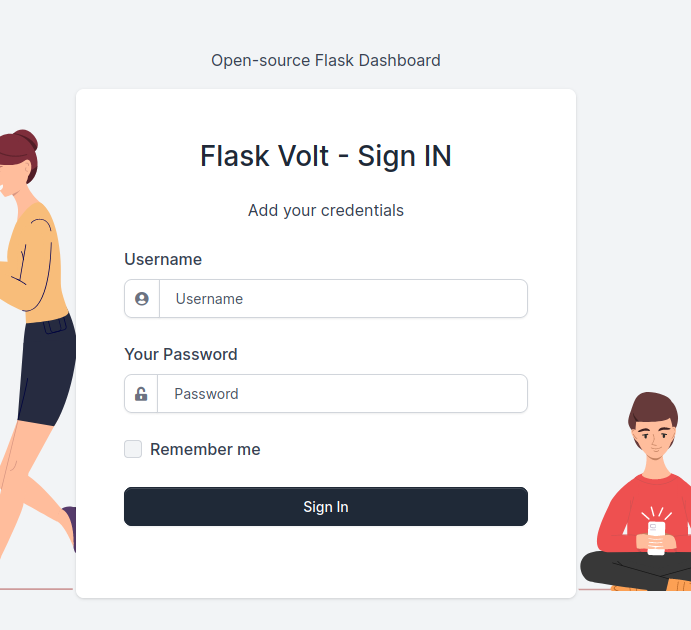 Open-source Flask Dashboard
Flask Volt - Sign IN
Add your credentials
Username
Username
Your Password
Password
Remember me
Sign In